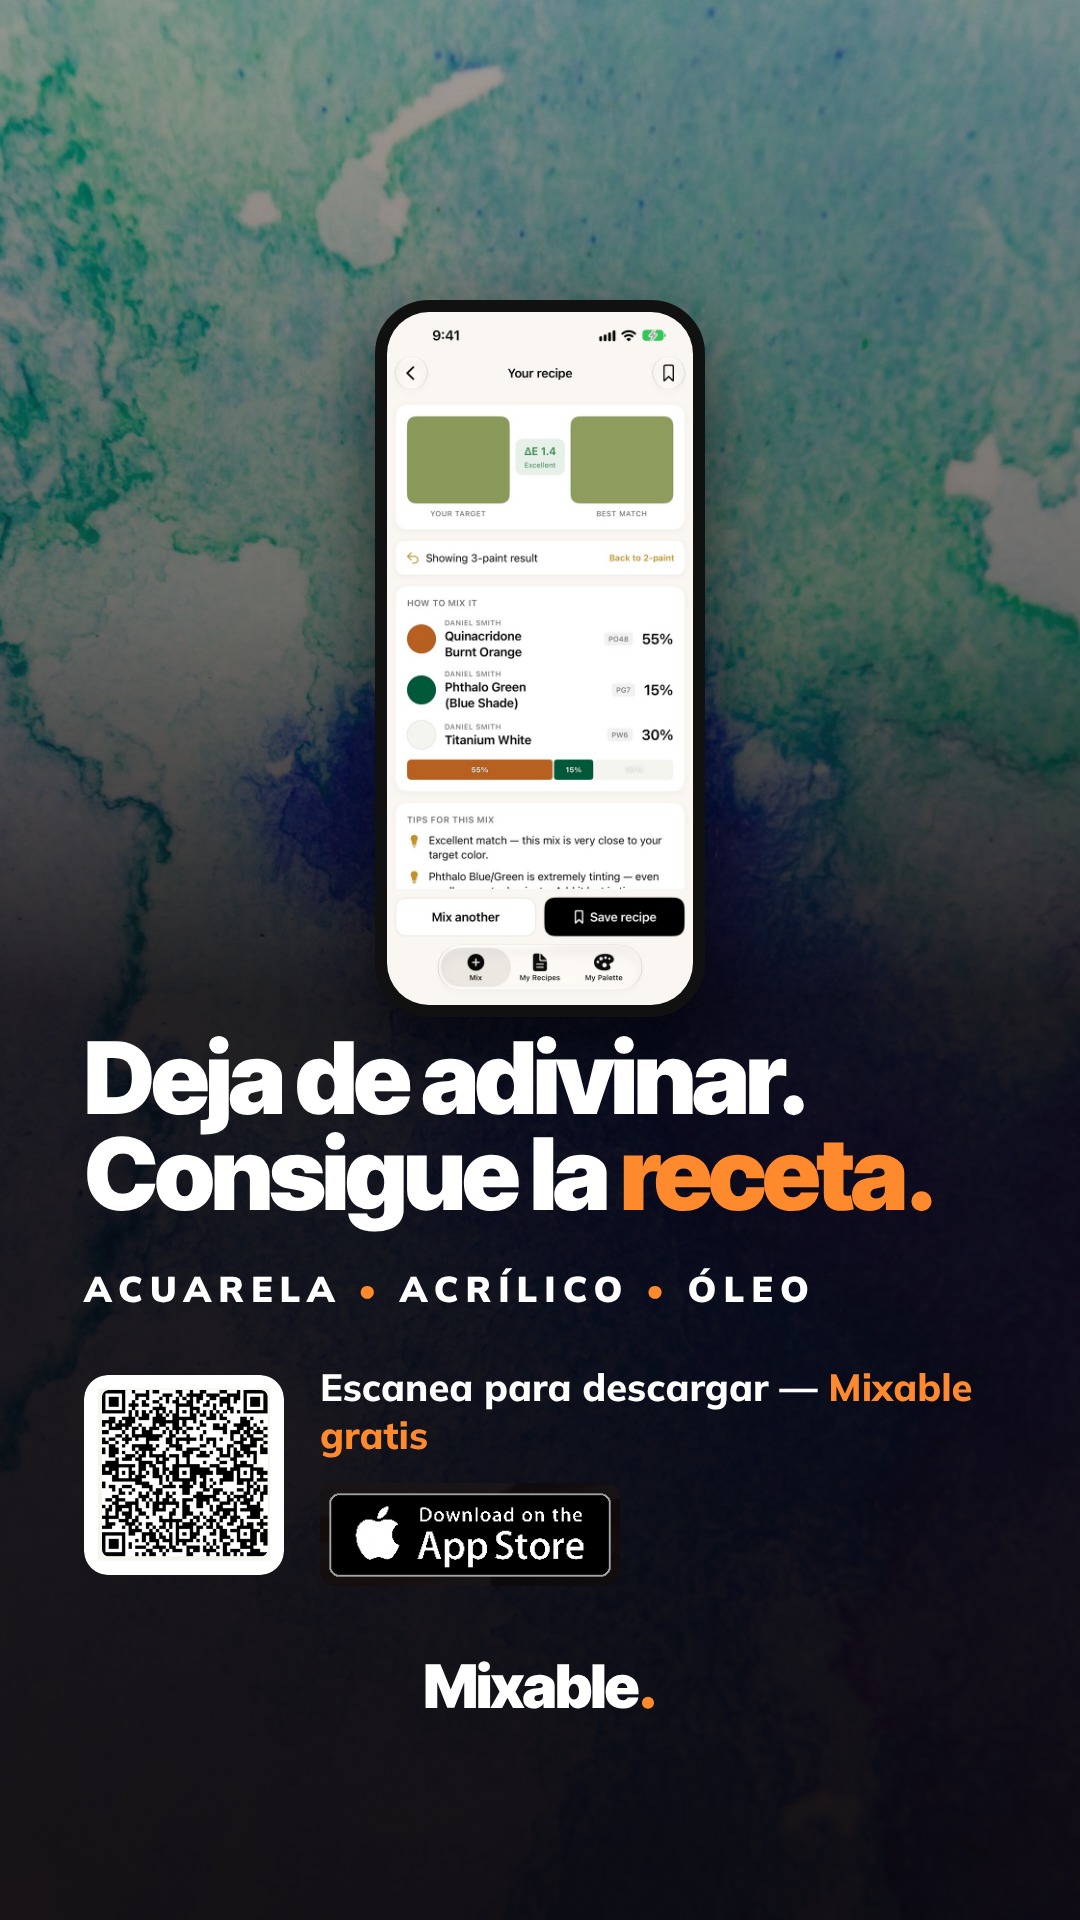 9:41
Your recipe
ΔE 1.4
Excellent
YOUR TARGET
BEST MATCH
Showing 3-paint result
Back to 2-paint
HOW TO MIX IT
DANIEL SMITH
Quinacridone
Burnt Orange
PO48
55%
DANIEL SMITH
Phthalo Green
(Blue Shade)
PG7
15%
DANIEL SMITH
Titanium White
PW6
30%
55%
15%
TIPS FOR THIS MIX
Excellent match — this mix is very close to your
target color.
Phthalo Blue/Green is extremely tinting — even
Mix another
Save recipe
Mix
My Recipes
My Palette
Deja de adivinar.
Consigue la receta.
ACUARELA • ACRÍLICO • ÓLEO
Escanea para descargar — Mixable
gratis
Download on the
App Store
Mixable.